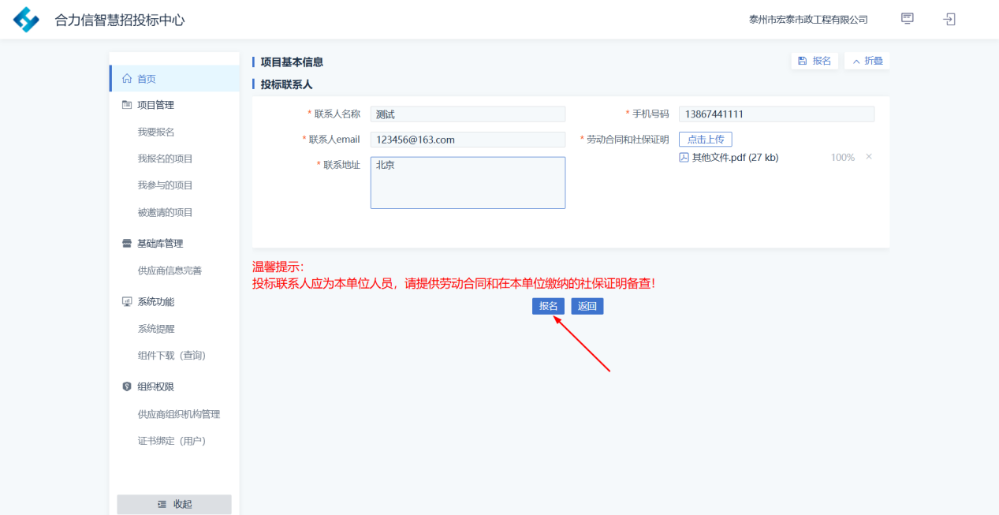 合力信智慧招投标中心
泰州市宏泰市政工程有限公司
首页
项目管理
我要报名
我报名的项目
我参与的项目
被邀请的项目
基础库管理
供应商信息完善
系统功能
系统提醒
组件下载（查询）
组织权限
供应商组织机构管理
证书绑定（用户）
收起
项目基本信息
报名
折叠
投标联系人
* 联系人名称 测试
* 手机号码 13867441111
* 联系人email 123456@163.com
* 劳动合同和社保证明 点击上传
其他文件.pdf (27 kb) 100% ×
* 联系地址 北京
温馨提示：
投标联系人应为本单位人员，请提供劳动合同和在本单位缴纳的社保证明备查！
报名 返回